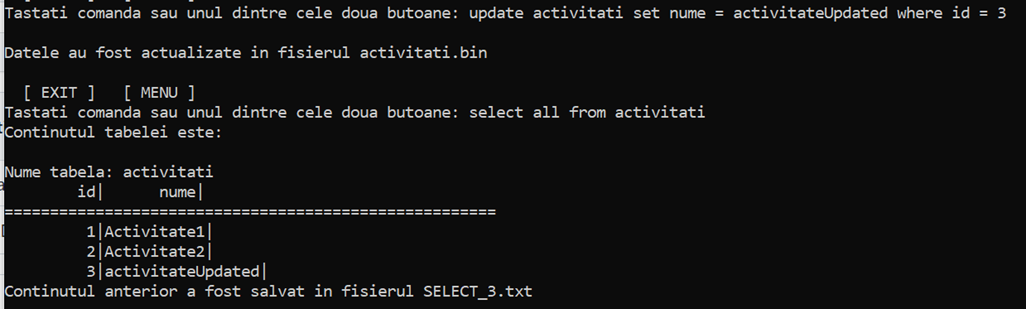 Tastati comanda sau unul dintre cele doua butoane: update activitati set nume = activitateUpdated where id = 3
Datele au fost actualizate in fisierul activitati.bin
[ EXIT ]   [ MENU ]
Tastati comanda sau unul dintre cele doua butoane: select all from activitati
Continutul tabelei este:
Nume tabela: activitati
        id|      nume|
======================================================
         1|Activitate1|
         2|Activitate2|
         3|activitateUpdated|
Continutul anterior a fost salvat in fisierul SELECT_3.txt